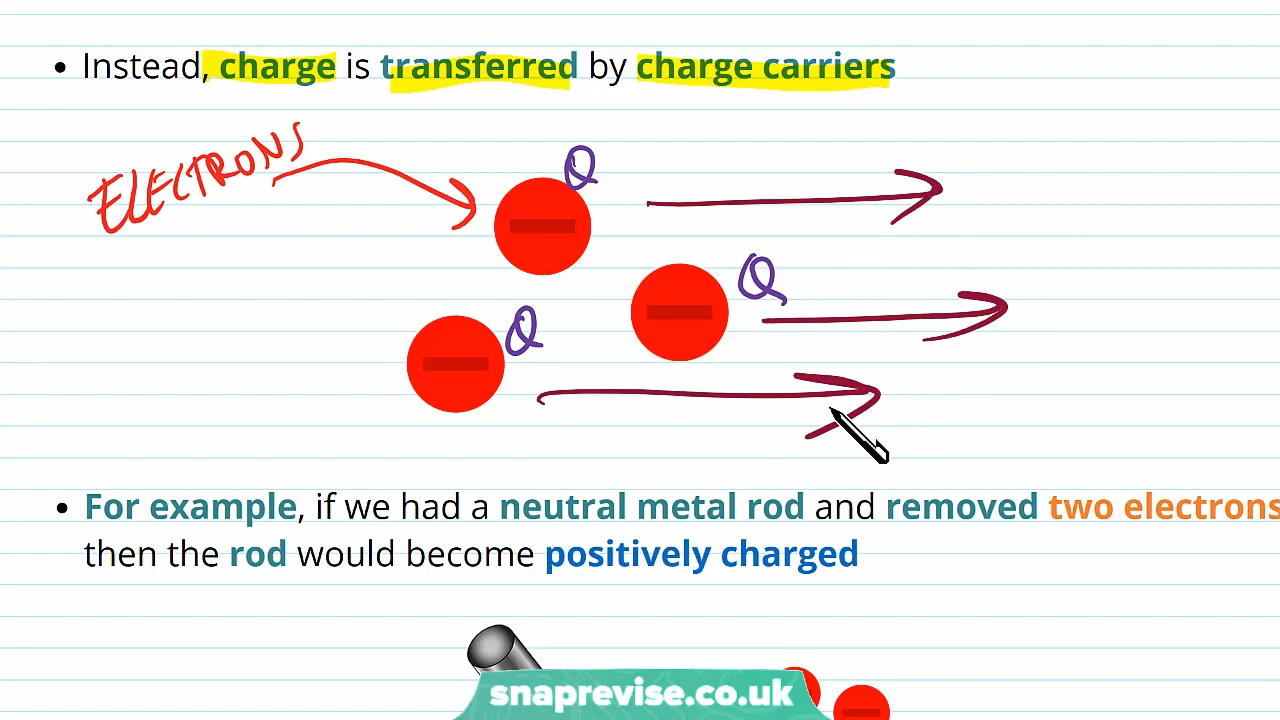 Instead, charge is transferred by charge carriers
ELECTRONS
Q
Q
Q
For example, if we had a neutral metal rod and removed two electrons
then the rod would become positively charged
snaprevise.co.uk